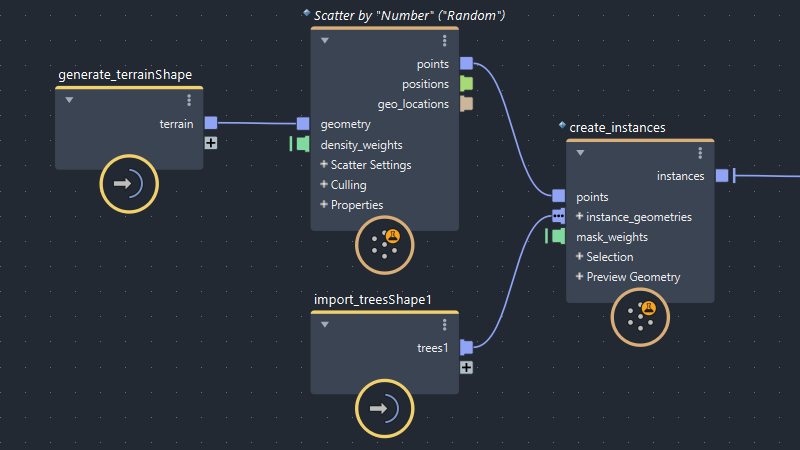 Scatter by "Number" ("Random")
generate_terrainShape
terrain
points
positions
geo_locations
geometry
density_weights
Scatter Settings
Culling
Properties
create_instances
instances
points
instance_geometries
mask_weights
Selection
Preview Geometry
import_treesShape1
trees1